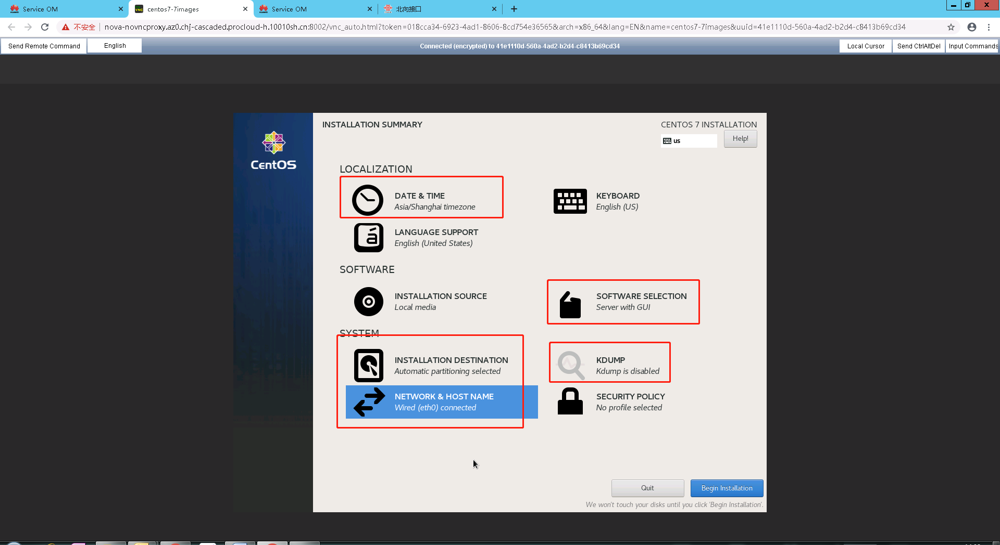 Service OM
centos7-7images
Service OM
北向接口
不安全
nova-novncproxy.az0.chj-cascaded.procloud-h.10010sh.cn:8002/vnc_auto.html?token=018cca34-6923-4ad1-8606-8cd754e36565&arch=x86_64&lang=EN&name=centos7-7images&uuid=41e1110d-560a-4ad2-b2d4-c8413b69cd34
Send Remote Command
English
Connected (encrypted) to 41e1110d-560a-4ad2-b2d4-c8413b69cd34
Local Cursor
Send CtrlAltDel
Input Commands
CentOS
INSTALLATION SUMMARY
CENTOS 7 INSTALLATION
us
Help!
LOCALIZATION
DATE & TIME
Asia/Shanghai timezone
KEYBOARD
English (US)
LANGUAGE SUPPORT
English (United States)
SOFTWARE
INSTALLATION SOURCE
Local media
SOFTWARE SELECTION
Server with GUI
SYSTEM
INSTALLATION DESTINATION
Automatic partitioning selected
KDUMP
Kdump is disabled
NETWORK & HOST NAME
Wired (eth0) connected
SECURITY POLICY
No profile selected
Quit
Begin Installation
We won't touch your disks until you click 'Begin Installation'.